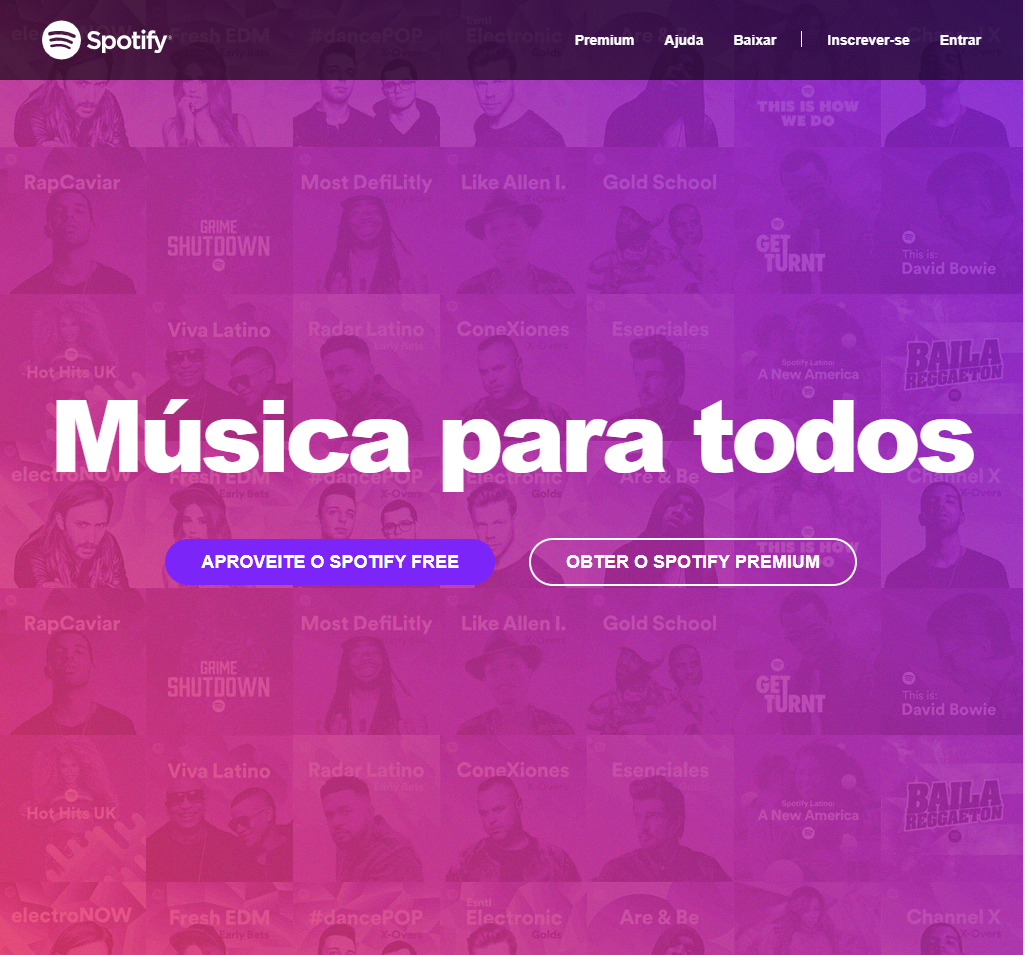 Spotify®
Premium
Ajuda
Baixar
Inscrever-se
Entrar
electroNOW
Fresh EDM
#dancePOP
Esntl
Electronic
Golds
Are & Be
THIS IS HOW
WE DO
RapCaviar
GRIME
SHUTDOWN
Most DefiLitly
Early Bets
Like Allen I.
X-Overs
Gold School
GET
TURNT
This is:
David Bowie
Hot Hits UK
Viva Latino
Radar Latino
Early Bets
ConeXiones
X-Overs
Esenciales
Spotify Latino:
A New America
BAILA
REGGAETON
Música para todos
electroNOW
Fresh EDM
Early Bets
#dancePOP
X-Overs
Electronic
Golds
Are & Be
THIS IS HOW
DO
Channel X
X-Overs
APROVEITE O SPOTIFY FREE
OBTER O SPOTIFY PREMIUM
RapCaviar
GRIME
SHUTDOWN
Most DefiLitly
Like Allen I.
Gold School
GET
TURNT
This is:
David Bowie
Hot Hits UK
Viva Latino
Radar Latino
Early Bets
ConeXiones
X-Overs
Esenciales
Spotify Latino:
A New America
BAILA
REGGAETON
electroNOW
Fresh EDM
Early Bets
#dancePOP
X-Overs
Esntl
Electronic
Golds
Are & Be
Channel X
X-Overs